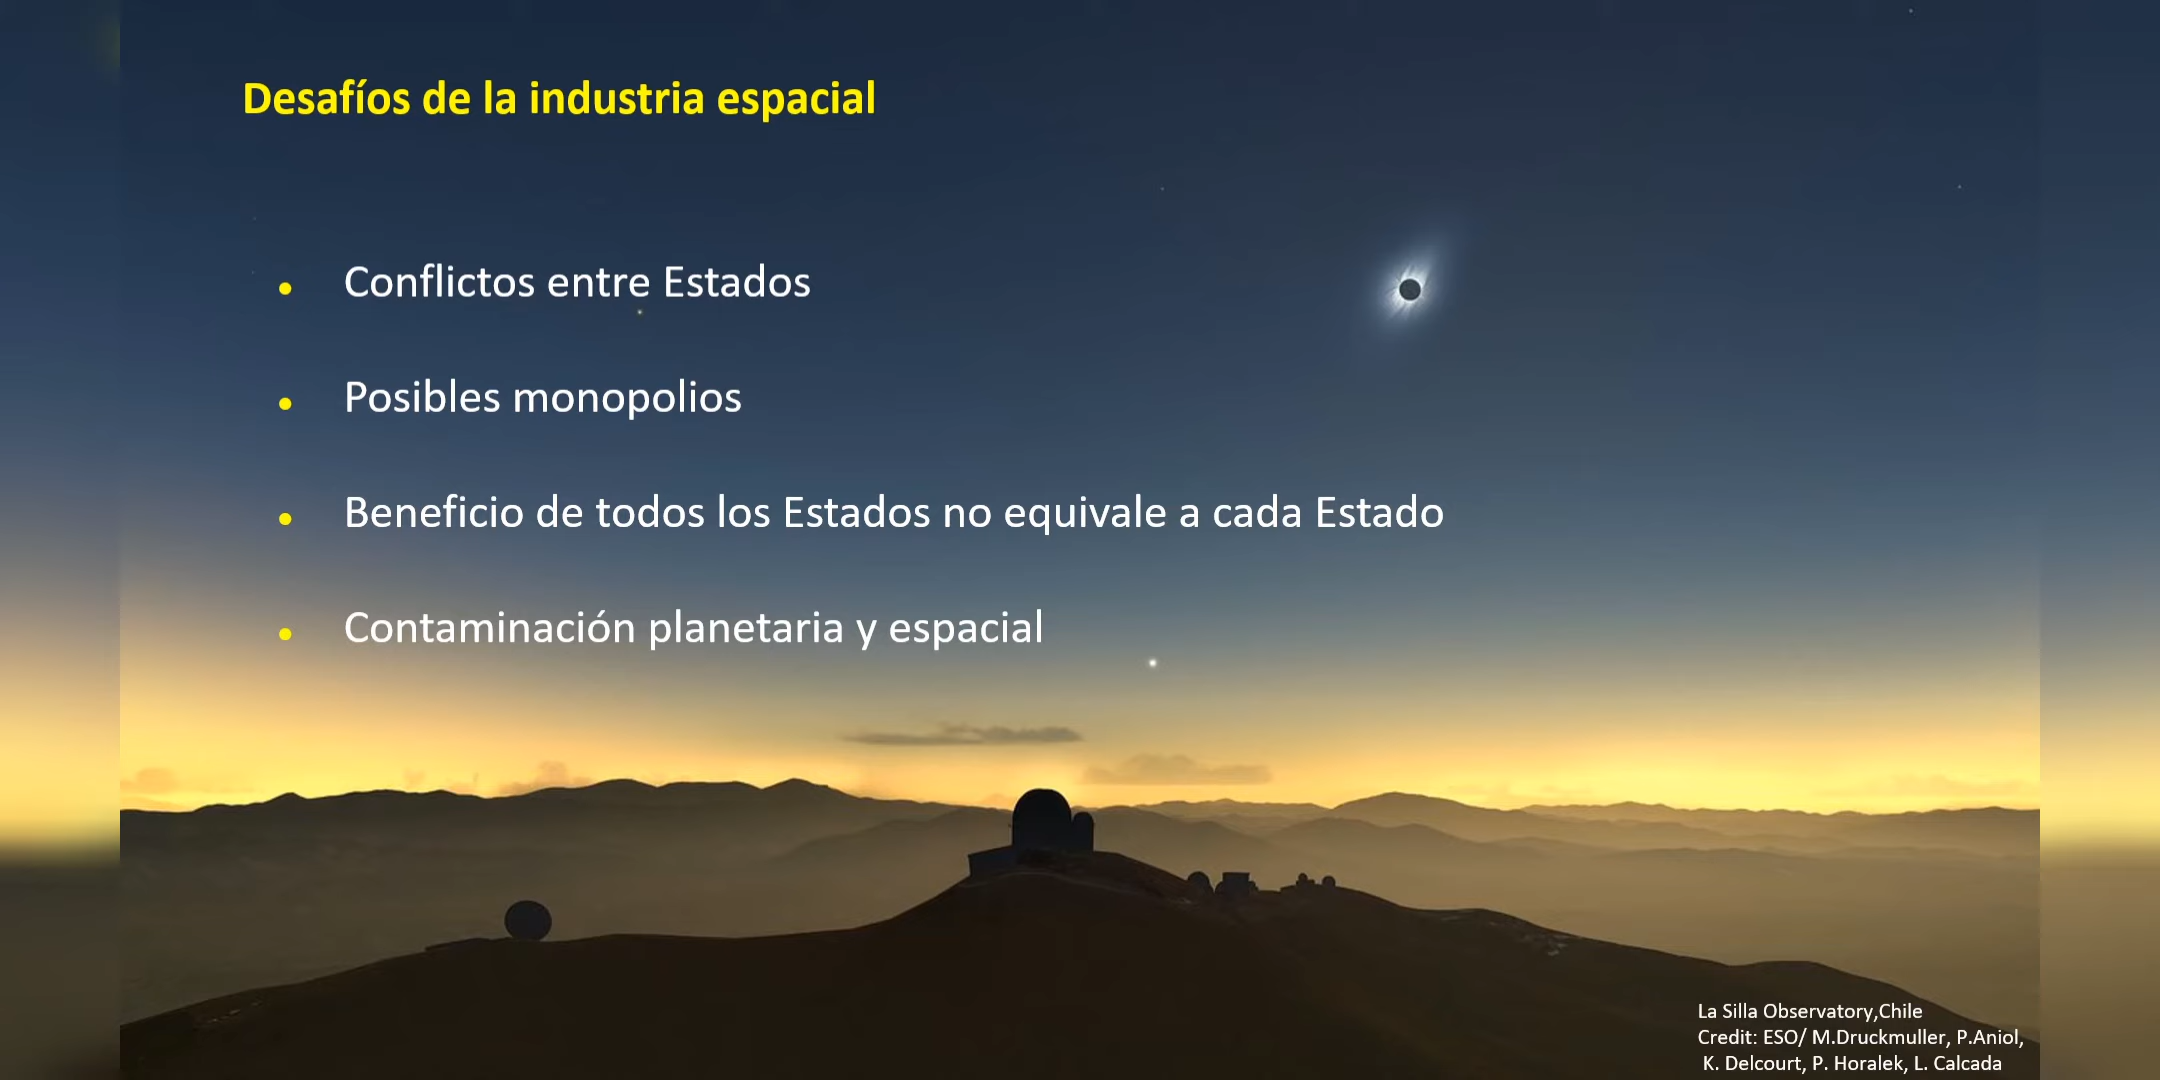 Desafíos de la industria espacial
Conflictos entre Estados
Posibles monopolios
Beneficio de todos los Estados no equivale a cada Estado
Contaminación planetaria y espacial
La Silla Observatory,Chile
Credit: ESO/ M.Druckmuller, P.Aniol,
K. Delcourt, P. Horalek, L. Calcada